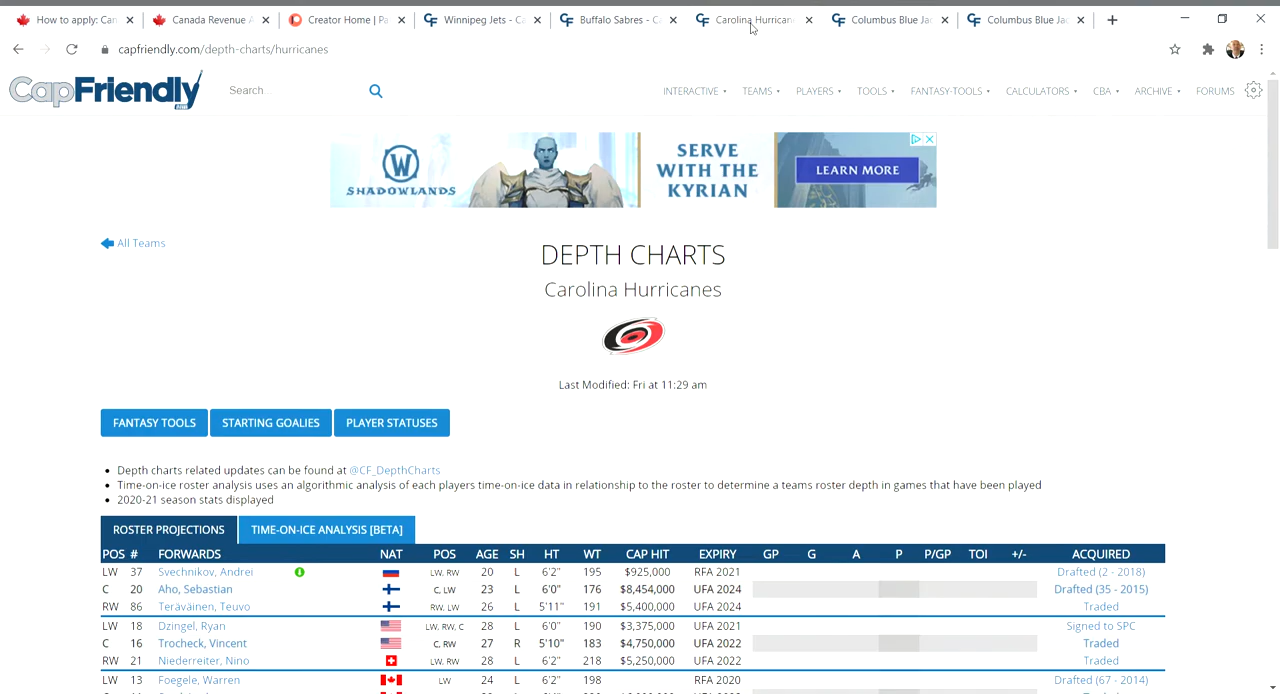 How to apply: Can
Canada Revenue A
Creator Home | Pa
Winnipeg Jets - Ca
Buffalo Sabres - Ca
Carolina Hurrican
Columbus Blue Jac
Columbus Blue Jac
capfriendly.com/depth-charts/hurricanes
CapFriendly
Search...
INTERACTIVE TEAMS PLAYERS TOOLS FANTASY-TOOLS CALCULATORS CBA ARCHIVE FORUMS
SHADOWLANDS
SERVE
WITH THE
KYRIAN
LEARN MORE
All Teams
DEPTH CHARTS
Carolina Hurricanes
Last Modified: Fri at 11:29 am
FANTASY TOOLS STARTING GOALIES PLAYER STATUSES
• Depth charts related updates can be found at @CF_DepthCharts
• Time-on-ice roster analysis uses an algorithmic analysis of each players time-on-ice data in relationship to the roster to determine a teams roster depth in games that have been played
• 2020-21 season stats displayed
ROSTER PROJECTIONS TIME-ON-ICE ANALYSIS [BETA]
POS # FORWARDS NAT POS AGE SH HT WT CAP HIT EXPIRY GP G A P P/GP TOI +/- ACQUIRED
LW 37 Svechnikov, Andrei LW, RW 20 L 6'2" 195 $925,000 RFA 2021 Drafted (2 - 2018)
C 20 Aho, Sebastian C, LW 23 L 6'0" 176 $8,454,000 UFA 2024 Drafted (35 - 2015)
RW 86 Teräväinen, Teuvo RW, LW 26 L 5'11" 191 $5,400,000 UFA 2024 Traded
LW 18 Dzingel, Ryan LW, RW, C 28 L 6'0" 190 $3,375,000 UFA 2021 Signed to SPC
C 16 Trocheck, Vincent C, RW 27 R 5'10" 183 $4,750,000 UFA 2022 Traded
RW 21 Niederreiter, Nino LW, RW 28 L 6'2" 218 $5,250,000 UFA 2022 Traded
LW 13 Foegele, Warren LW 24 L 6'2" 198 RFA 2020 Drafted (67 - 2014)